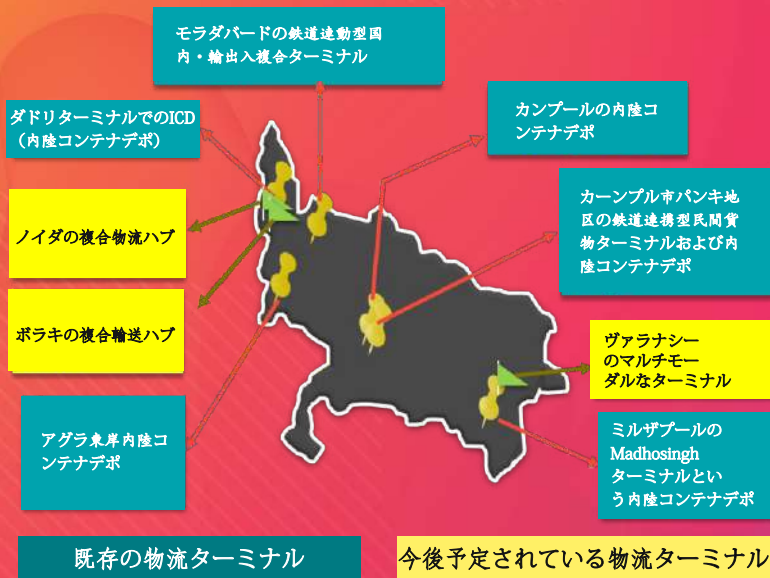 モラダバードの鉄道連動型国
内・輸出入複合ターミナル
ダドリターミナルでのICD
（内陸コンテナデポ）
カンプールの内陸コ
ンテナデポ
カーンプル市パンキ地
区の鉄道連携型民間貨
物ターミナルおよび内
陸コンテナデポ
ノイダの複合物流ハブ
ボラキの複合輸送ハブ
ヴァラナシー
のマルチモー
ダルなターミナル
アグラ東岸内陸コ
ンテナデポ
ミルザプールの
Madhosingh
ターミナルとい
う内陸コンテナデポ
既存の物流ターミナル
今後予定されている物流ターミナル